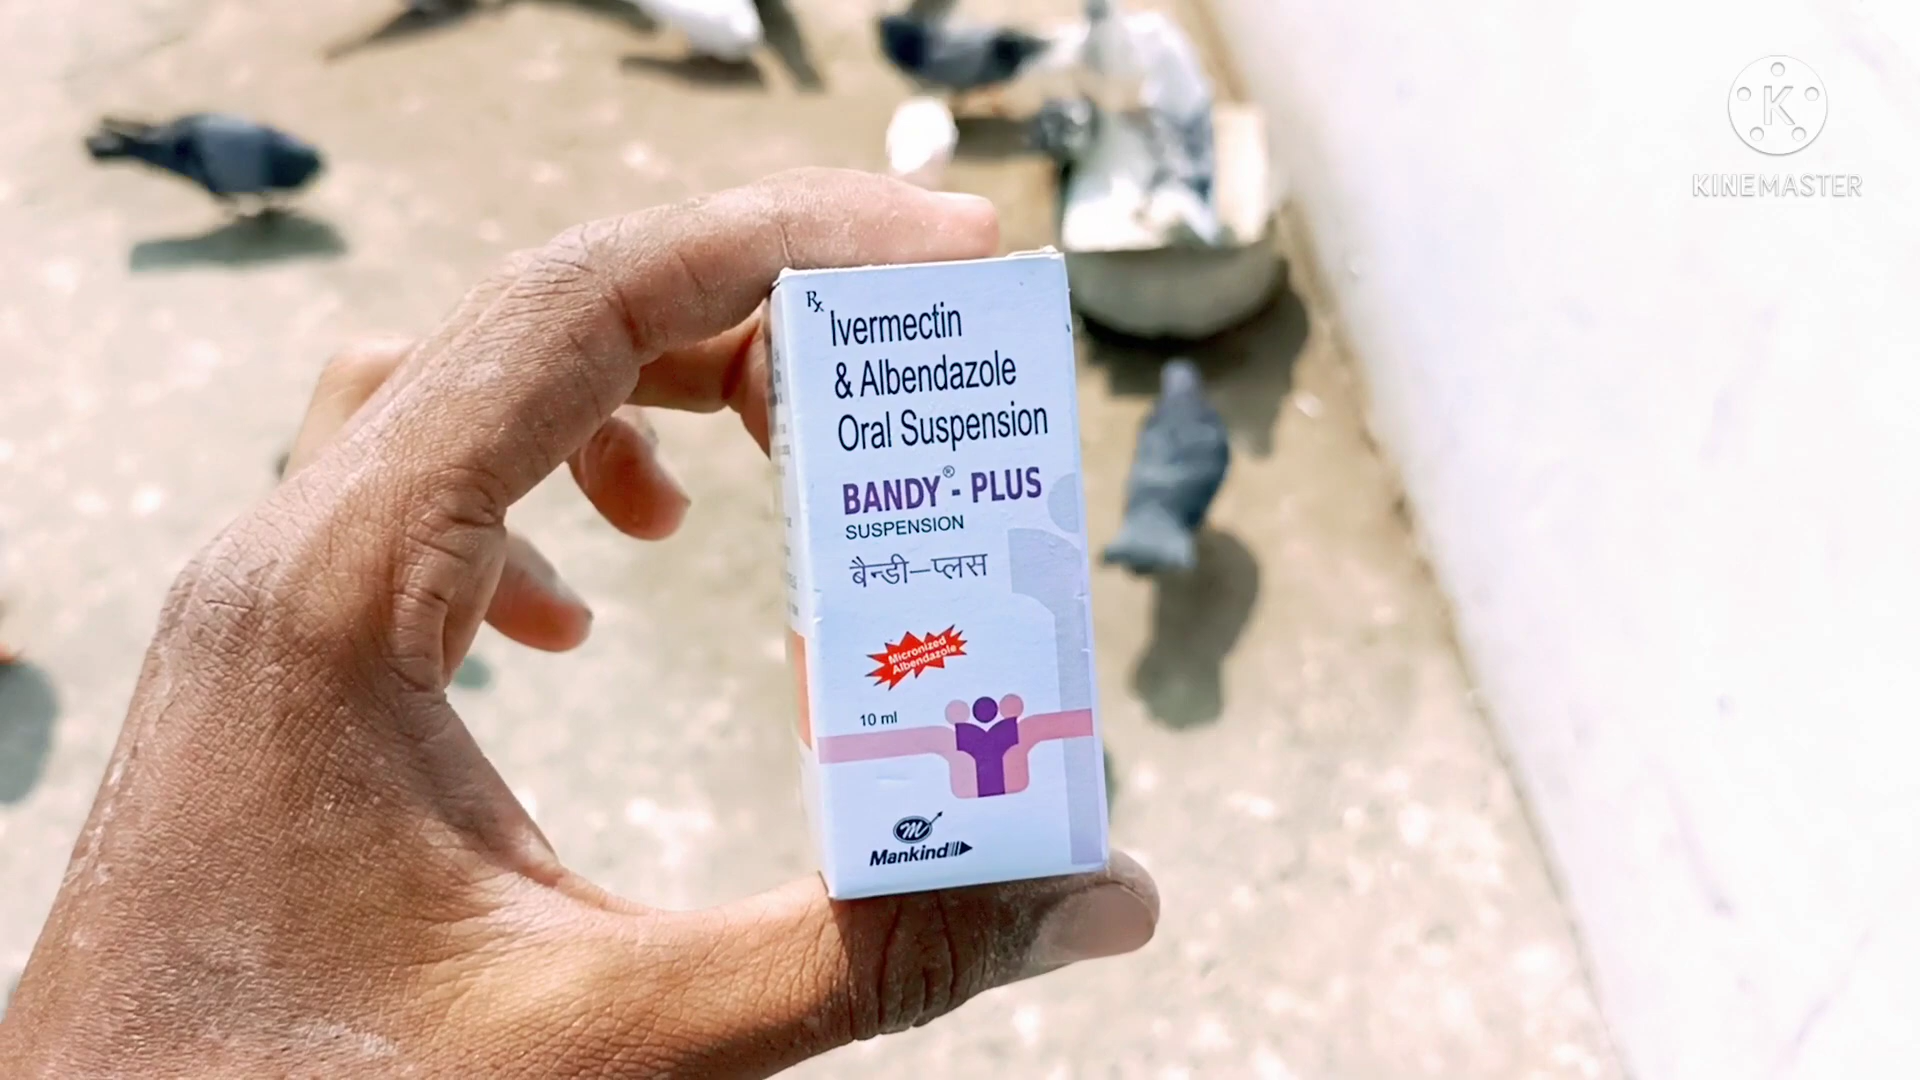 Rx
Ivermectin
& Albendazole
Oral Suspension
BANDY® - PLUS
SUSPENSION
बैन्डी–प्लस
Micronized
Albendazole
10 ml
m
Mankind
K
KINEMASTER